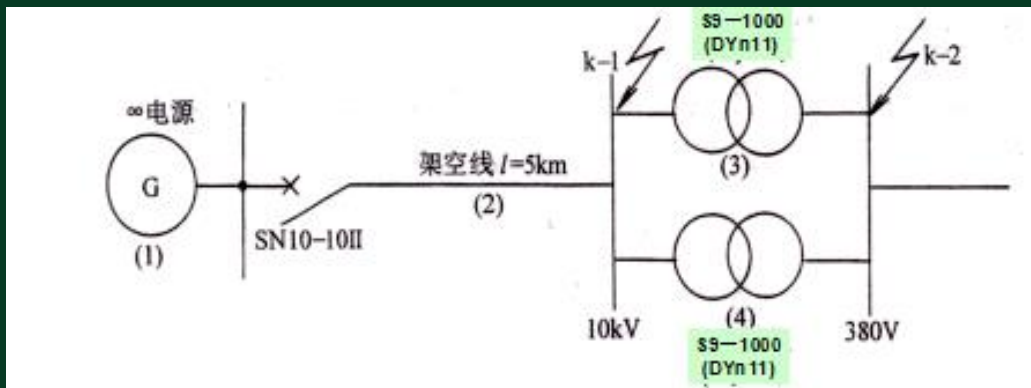 S9—1000
(DYn11)
k-1
k-2
∞电源
架空线 l=5km
G
(3)
(2)
SN10-10II
(1)
(4)
10kV
380V
S9—1000
(DYn11)